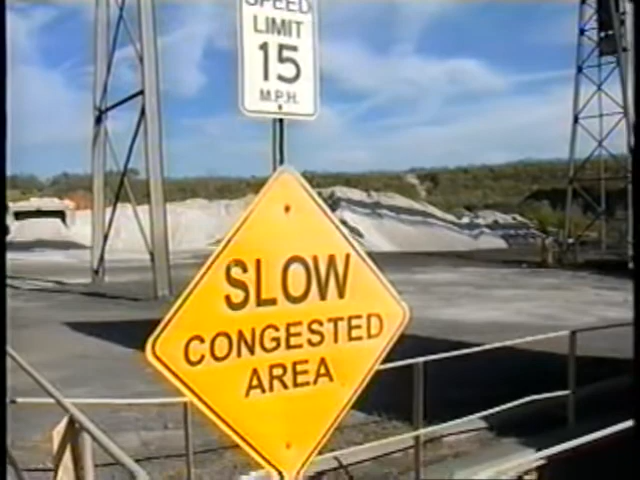 SPEED
LIMIT
15
M.P.H.
SLOW
CONGESTED
AREA